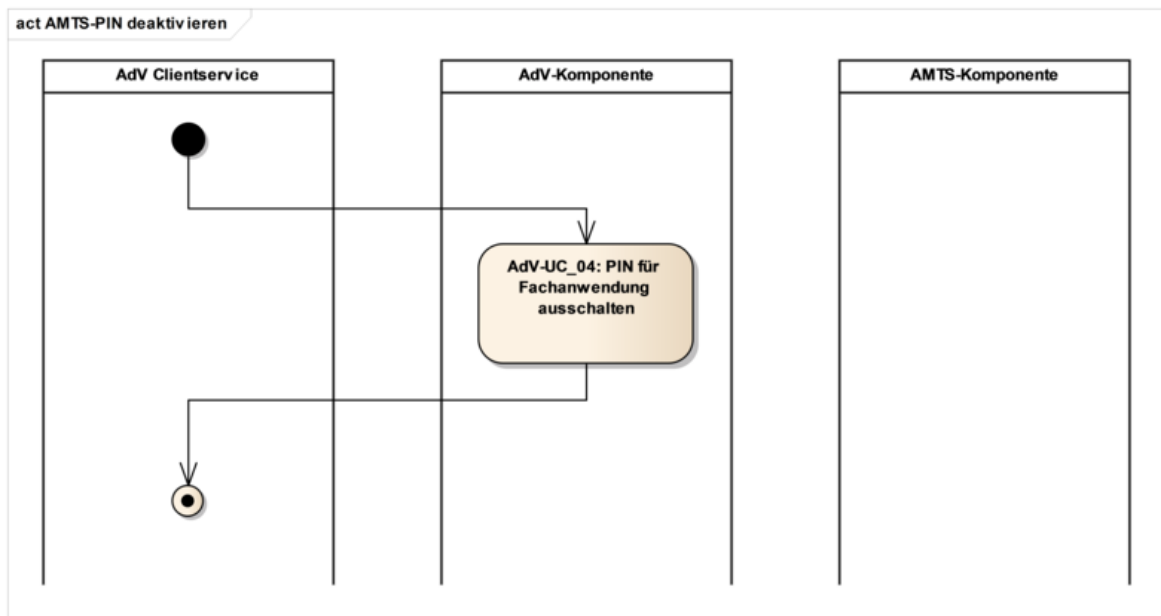 act AMTS-PIN deaktivieren
AdV Clientservice
AdV-Komponente
AMTS-Komponente
AdV-UC_04: PIN für
Fachanwendung
ausschalten